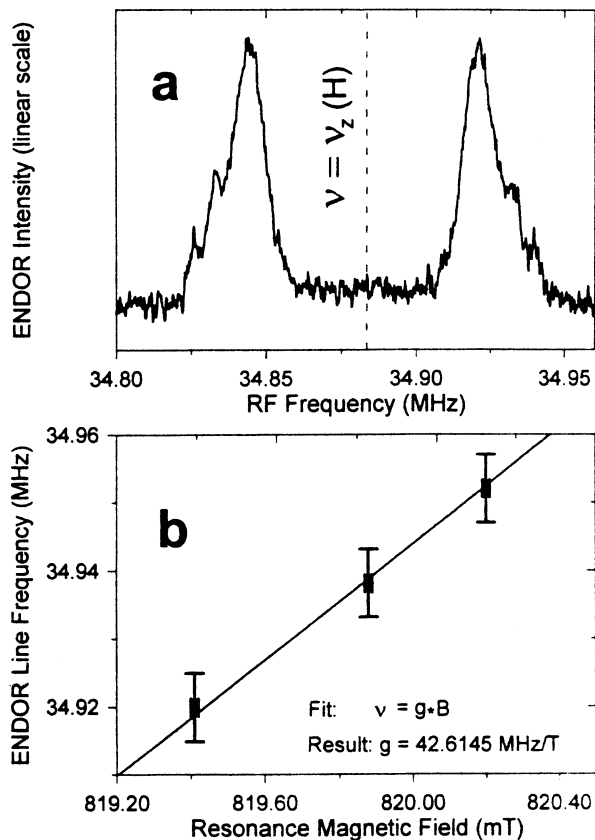 a
ν = ν_z (H)
ENDOR Intensity (linear scale)
34.80 34.85 34.90 34.95
RF Frequency (MHz)
b
34.96
34.94
34.92
ENDOR Line Frequency (MHz)
Fit: ν = g*B
Result: g = 42.6145 MHz/T
819.20 819.60 820.00 820.40
Resonance Magnetic Field (mT)